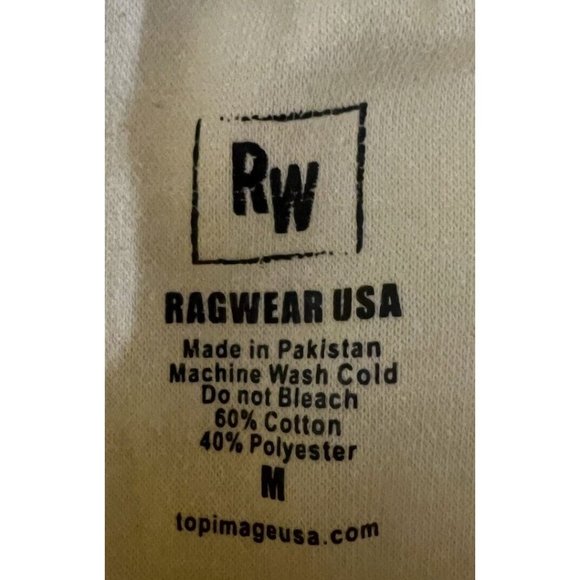 RW
RAGWEAR USA
Made in Pakistan
Machine Wash Cold
Do not Bleach
60% Cotton
40% Polyester
M
topimageusa.com